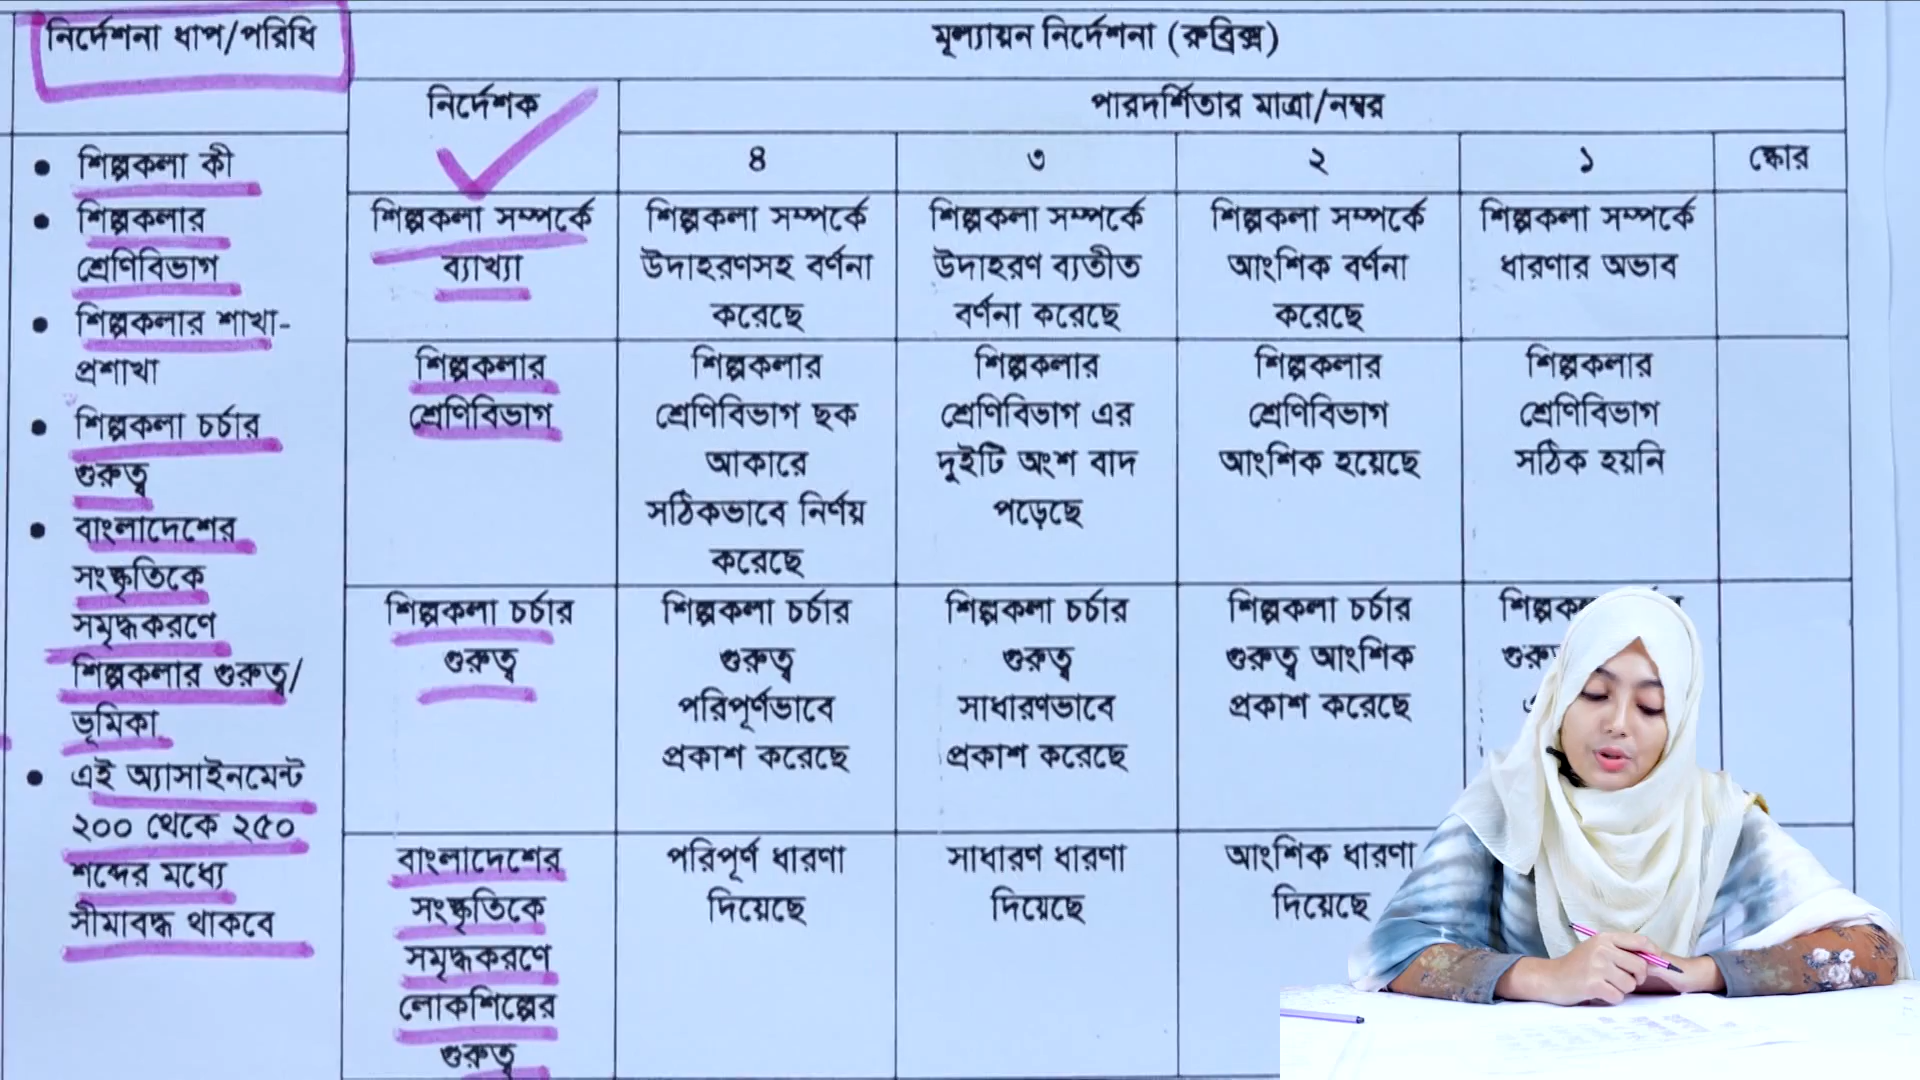 নির্দেশনা ধাপ/পরিধি
মূল্যায়ন নির্দেশনা (রুব্রিক্স)
নির্দেশক
পারদর্শিতার মাত্রা/নম্বর
৪
৩
২
১
স্কোর
• শিল্পকলা কী
• শিল্পকলার
শ্রেণিবিভাগ
• শিল্পকলার শাখা-
প্রশাখা
• শিল্পকলা চর্চার
গুরুত্ব
• বাংলাদেশের
সংস্কৃতিকে
সমৃদ্ধকরণে
শিল্পকলার গুরুত্ব/
ভূমিকা
• এই অ্যাসাইনমেন্ট
২০০ থেকে ২৫০
শব্দের মধ্যে
সীমাবদ্ধ থাকবে
শিল্পকলা সম্পর্কে
ব্যাখ্যা
শিল্পকলা সম্পর্কে
উদাহরণসহ বর্ণনা
করেছে
শিল্পকলা সম্পর্কে
উদাহরণ ব্যতীত
বর্ণনা করেছে
শিল্পকলা সম্পর্কে
আংশিক বর্ণনা
করেছে
শিল্পকলা সম্পর্কে
ধারণার অভাব
শিল্পকলার
শ্রেণিবিভাগ
শিল্পকলার
শ্রেণিবিভাগ ছক
আকারে
সঠিকভাবে নির্ণয়
করেছে
শিল্পকলার
শ্রেণিবিভাগ এর
দুইটি অংশ বাদ
পড়েছে
শিল্পকলার
শ্রেণিবিভাগ
আংশিক হয়েছে
শিল্পকলার
শ্রেণিবিভাগ
সঠিক হয়নি
শিল্পকলা চর্চার
গুরুত্ব
শিল্পকলা চর্চার
গুরুত্ব
পরিপূর্ণভাবে
প্রকাশ করেছে
শিল্পকলা চর্চার
গুরুত্ব
সাধারণভাবে
প্রকাশ করেছে
শিল্পকলা চর্চার
গুরুত্ব আংশিক
প্রকাশ করেছে
বাংলাদেশের
সংস্কৃতিকে
সমৃদ্ধকরণে
লোকশিল্পের
গুরুত্ব
পরিপূর্ণ ধারণা
দিয়েছে
সাধারণ ধারণা
দিয়েছে
আংশিক ধারণা
দিয়েছে